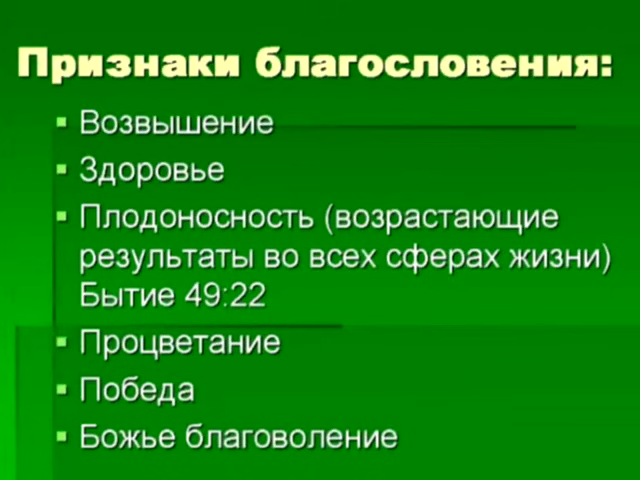 Признаки благословения:
Возвышение
Здоровье
Плодоносность (возрастающие
результаты во всех сферах жизни)
Бытие 49:22
Процветание
Победа
Божье благоволение